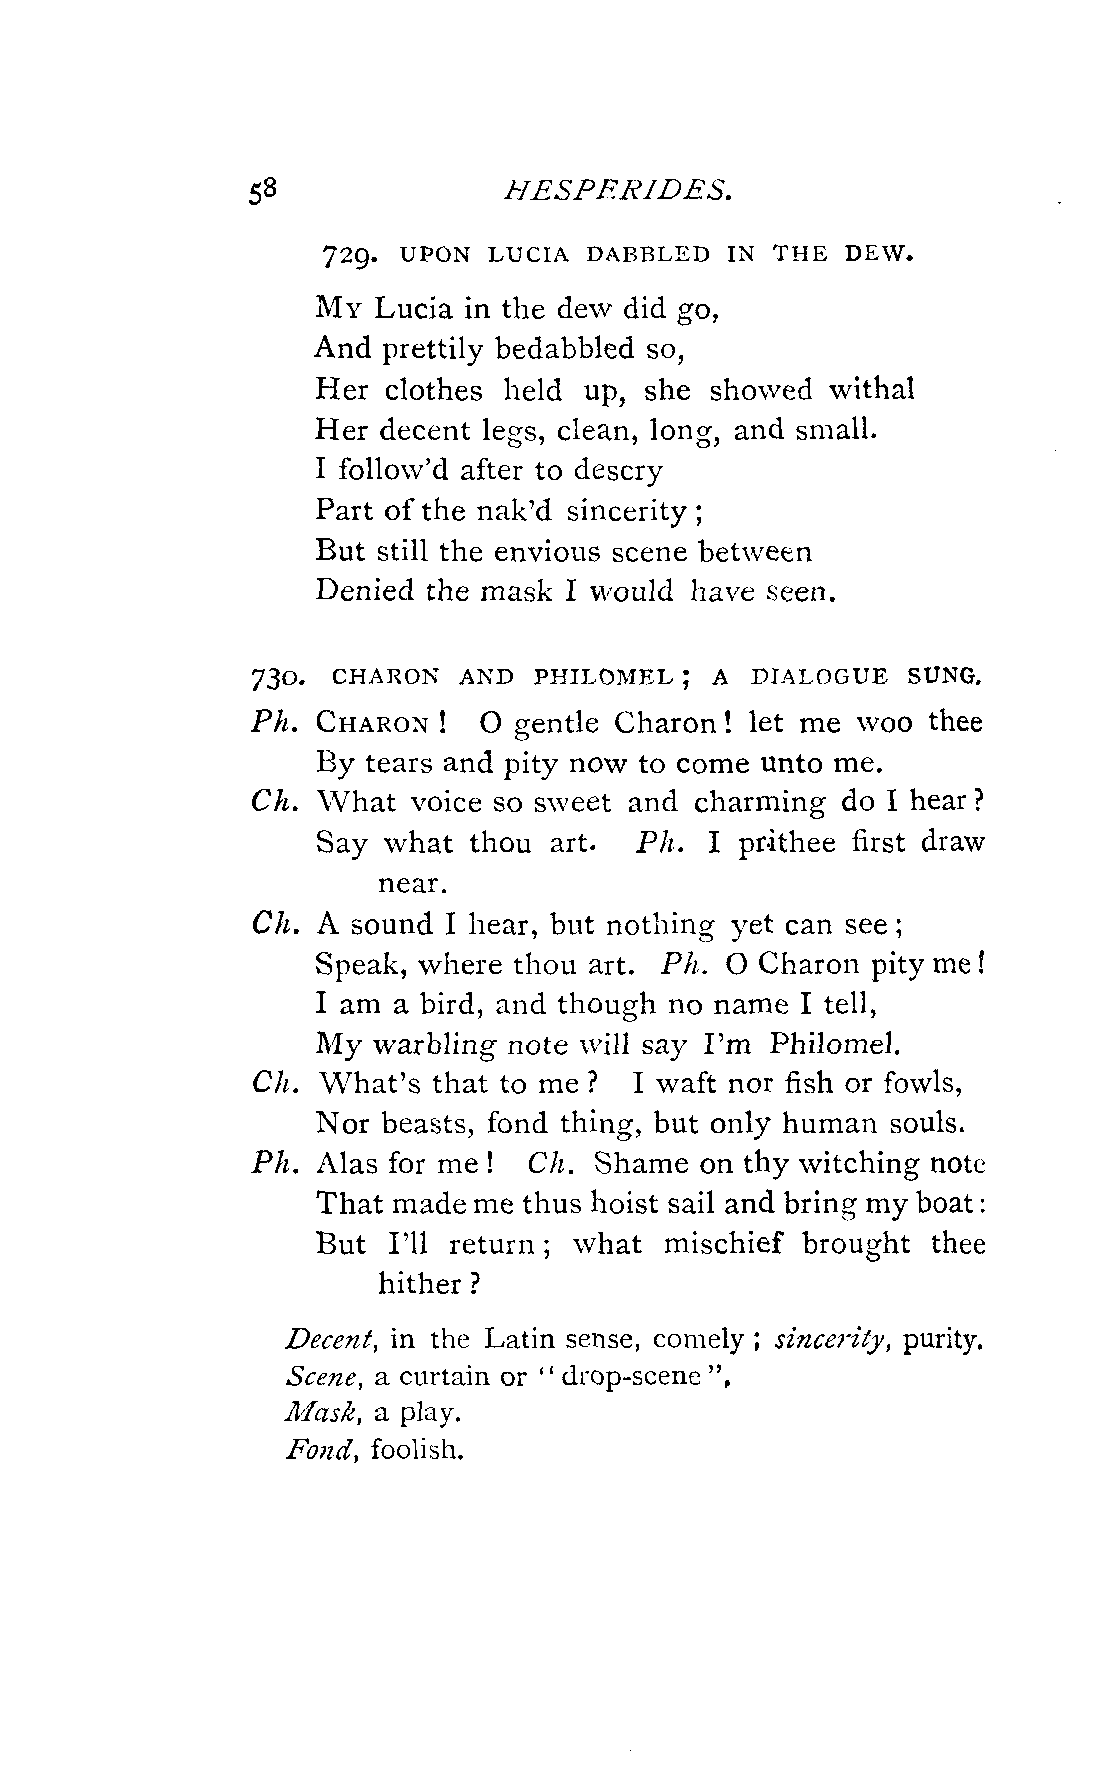 58 HESPERIDES.
729. UPON LUCIA DABBLED IN THE DEW.
My Lucia in the dew did go,
And prettily bedabbled so,
Her clothes held up, she showed withal
Her decent legs, clean, long, and small.
I follow'd after to descry
Part of the nak'd sincerity ;
But still the envious scene between
Denied the mask I would have seen.
730. CHARON AND PHILOMEL ; A DIALOGUE SUNG.
Ph. CHARON ! O gentle Charon ! let me woo thee
By tears and pity now to come unto me.
Ch. What voice so sweet and charming do I hear ?
Say what thou art. Ph. I prithee first draw
near.
Ch. A sound I hear, but nothing yet can see ;
Speak, where thou art. Ph. O Charon pity me !
I am a bird, and though no name I tell,
My warbling note will say I'm Philomel.
Ch. What's that to me ? I waft nor fish or fowls,
Nor beasts, fond thing, but only human souls.
Ph. Alas for me ! Ch. Shame on thy witching note
That made me thus hoist sail and bring my boat :
But I'll return ; what mischief brought thee
hither ?
Decent, in the Latin sense, comely ; sincerity, purity.
Scene, a curtain or " drop-scene ".
Mask, a play.
Fond, foolish.